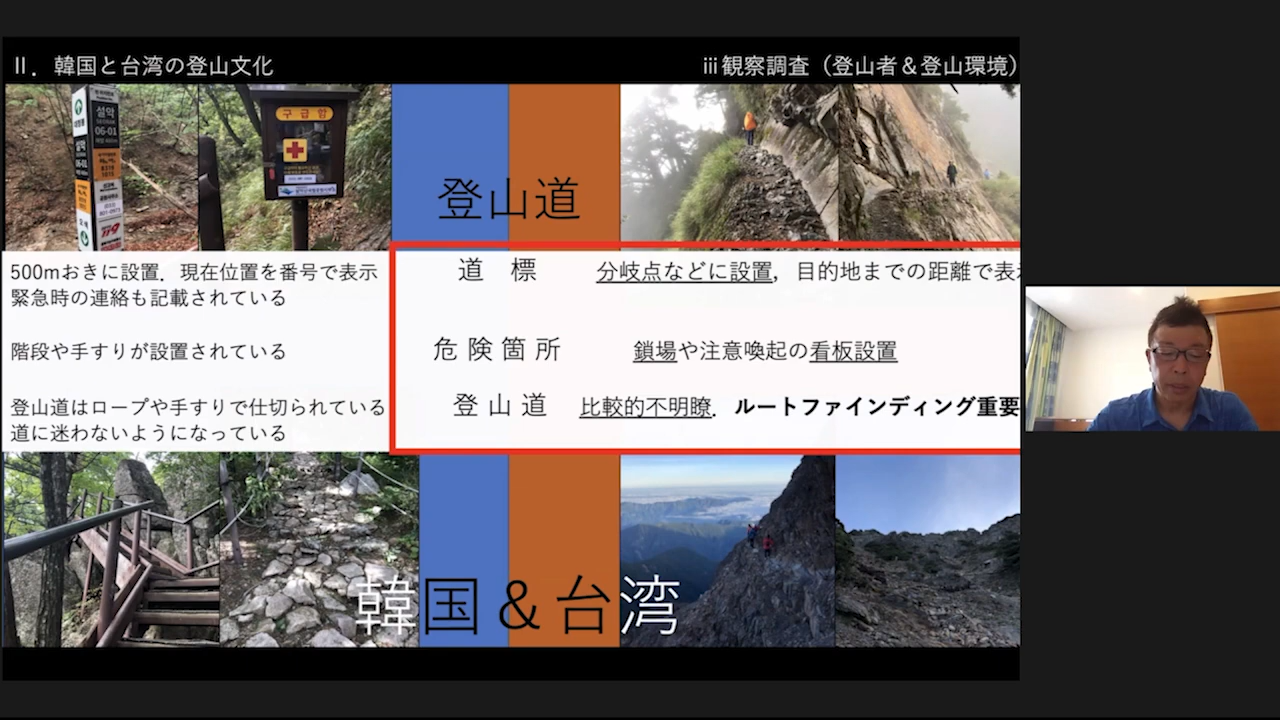 Ⅱ．韓国と台湾の登山文化
ⅲ観察調査（登山者＆登山環境）
설악
06-01
구급함
登山道
500mおきに設置．現在位置を番号で表示
緊急時の連絡も記載されている
階段や手すりが設置されている
登山道はロープや手すりで仕切られている
道に迷わないようになっている
道　標　分岐点などに設置，目的地までの距離で表
危険箇所　鎖場や注意喚起の看板設置
登山道　比較的不明瞭．ルートファインディング重要
韓国＆台湾